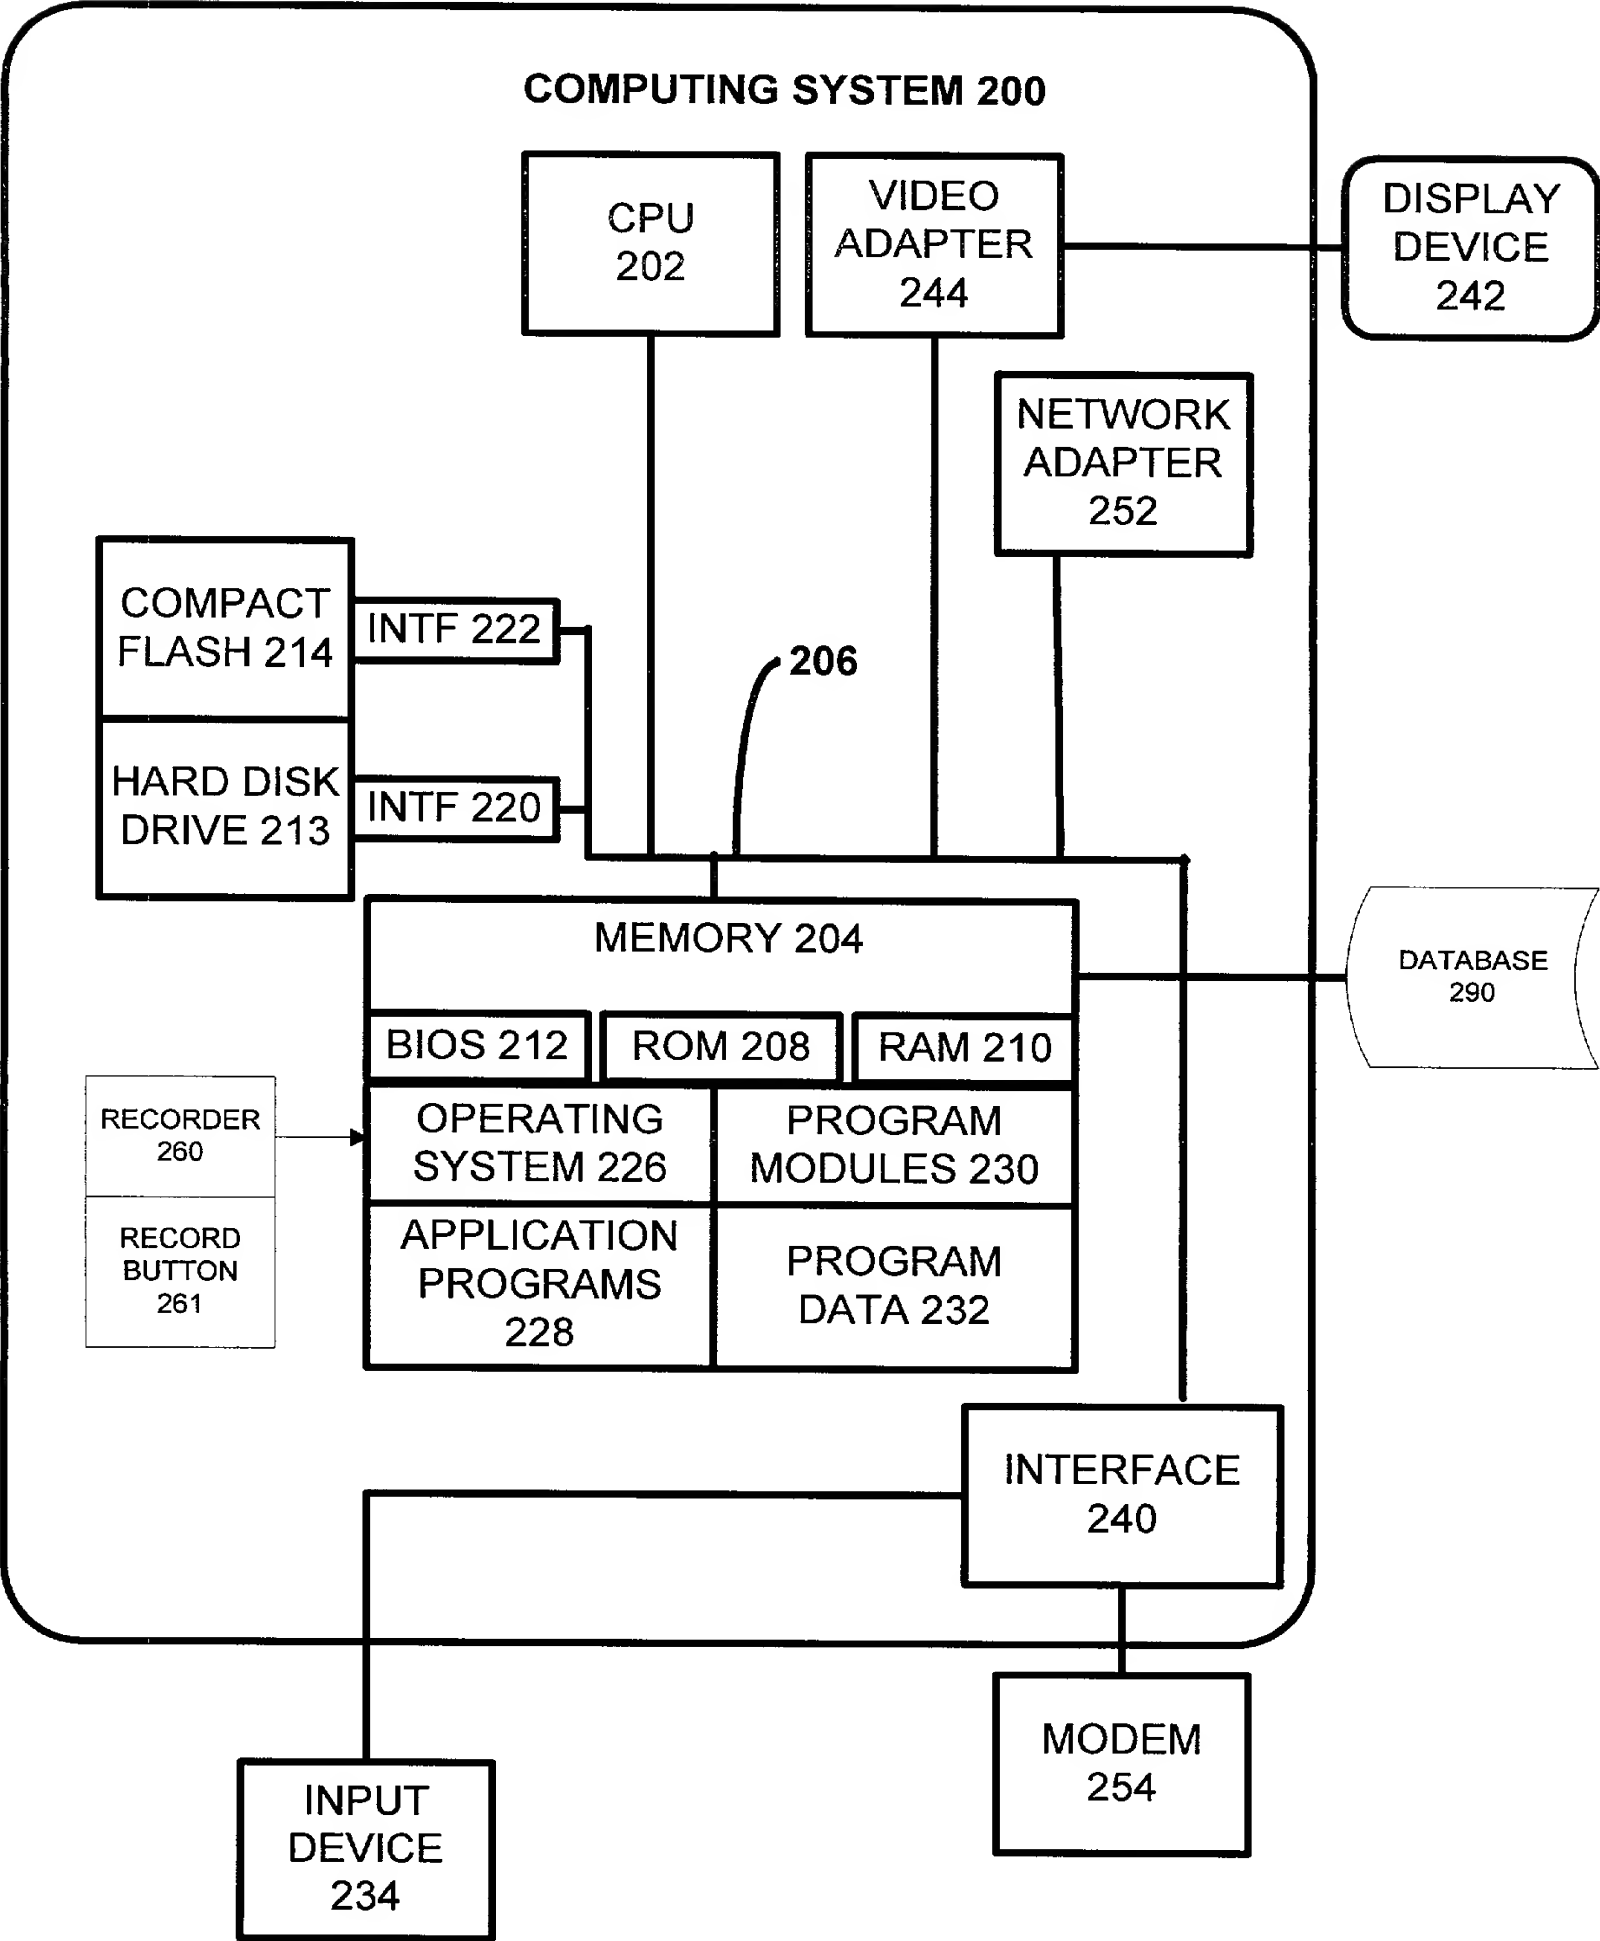 COMPUTING SYSTEM 200
CPU
202
VIDEO
ADAPTER
244
DISPLAY
DEVICE
242
NETWORK
ADAPTER
252
COMPACT
FLASH 214
INTF 222
206
HARD DISK
DRIVE 213
INTF 220
MEMORY 204
DATABASE
290
BIOS 212
ROM 208
RAM 210
RECORDER
260
OPERATING
SYSTEM 226
PROGRAM
MODULES 230
RECORD
BUTTON
261
APPLICATION
PROGRAMS
228
PROGRAM
DATA 232
INTERFACE
240
MODEM
254
INPUT
DEVICE
234